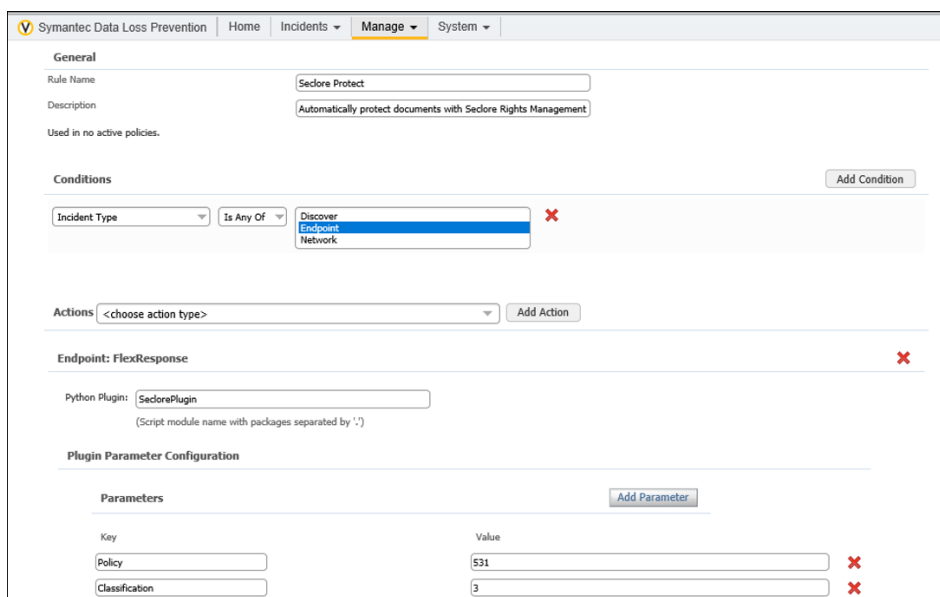 Symantec Data Loss Prevention Home Incidents Manage System
General
Rule Name Seclore Protect
Description Automatically protect documents with Seclore Rights Management
Used in no active policies.
Conditions Add Condition
Incident Type Is Any Of Discover
Endpoint
Network
Actions <choose action type> Add Action
Endpoint: FlexResponse
Python Plugin: SeclorePlugin
(Script module name with packages separated by '.')
Plugin Parameter Configuration
Parameters Add Parameter
Key Value
Policy 531
Classification 3